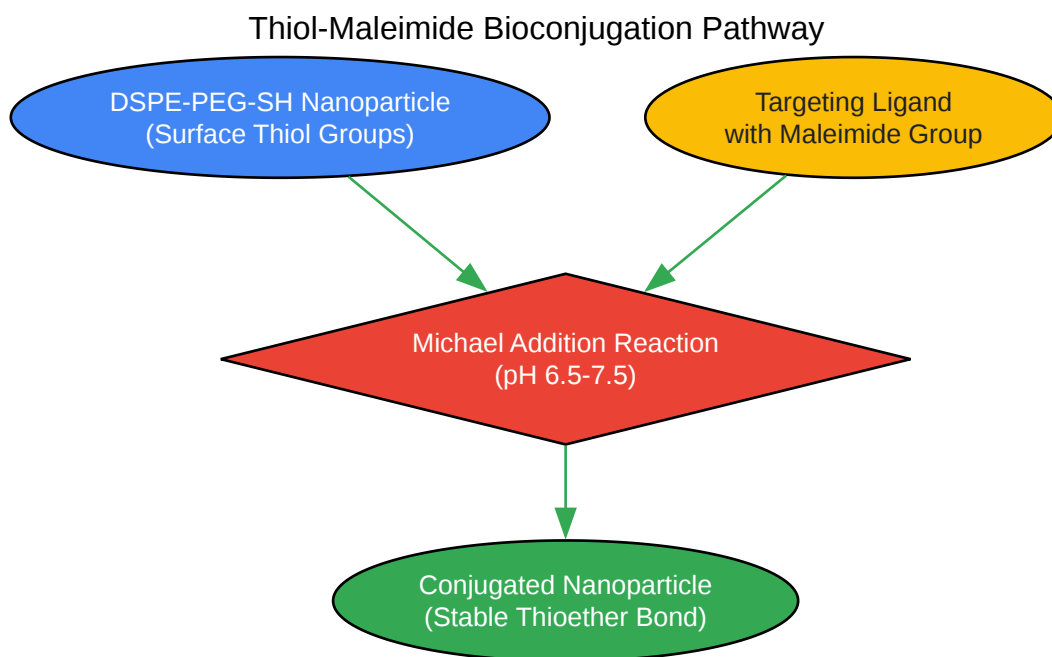 Thiol-Maleimide Bioconjugation Pathway
DSPE-PEG-SH Nanoparticle
(Surface Thiol Groups)
Targeting Ligand
with Maleimide Group
Michael Addition Reaction
(pH 6.5-7.5)
Conjugated Nanoparticle
(Stable Thioether Bond)